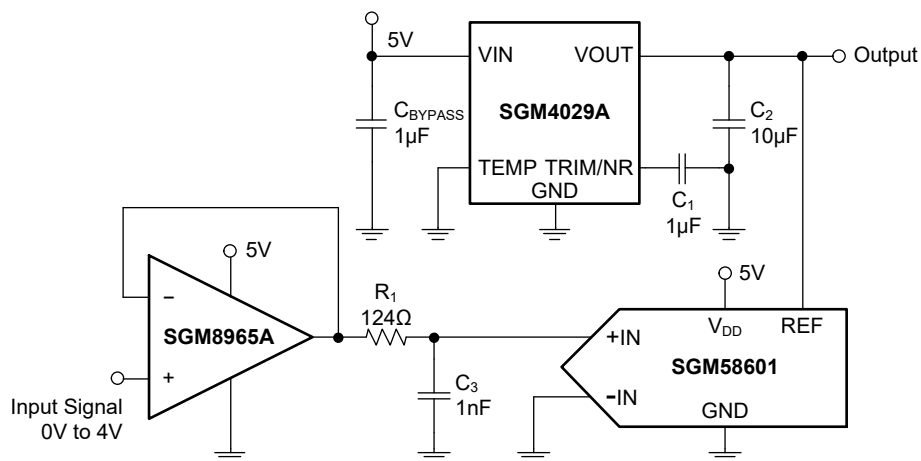 5V
VIN
VOUT
Output
C_BYPASS
1µF
SGM4029A
C2
10µF
TEMP
TRIM/NR
GND
C1
1µF
5V
−
SGM8965A
+
Input Signal
0V to 4V
R1
124Ω
C3
1nF
5V
VDD
REF
+IN
SGM58601
−IN
GND